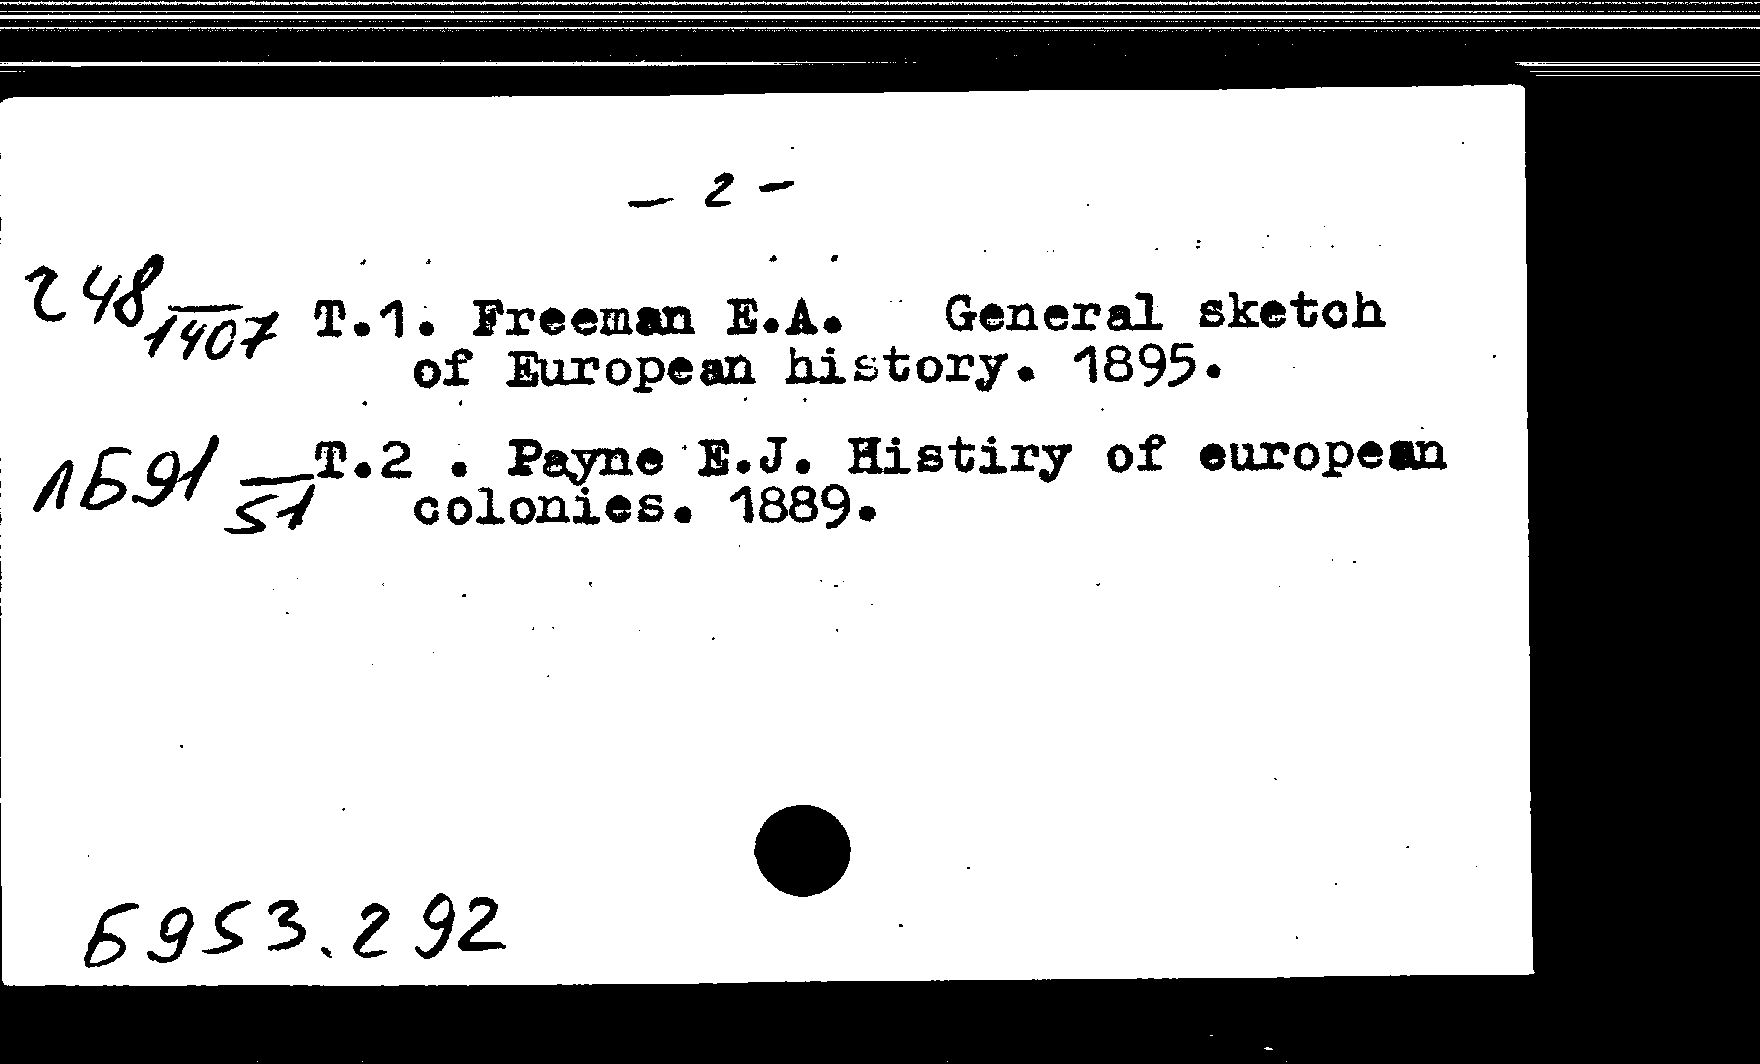 - 2 -
248/1407 T.1. Freeman E.A. General sketch
of European history. 1895.
1Б91/51 T.2 . Payne E.J. Histiry of european
colonies. 1889.
Б953.292